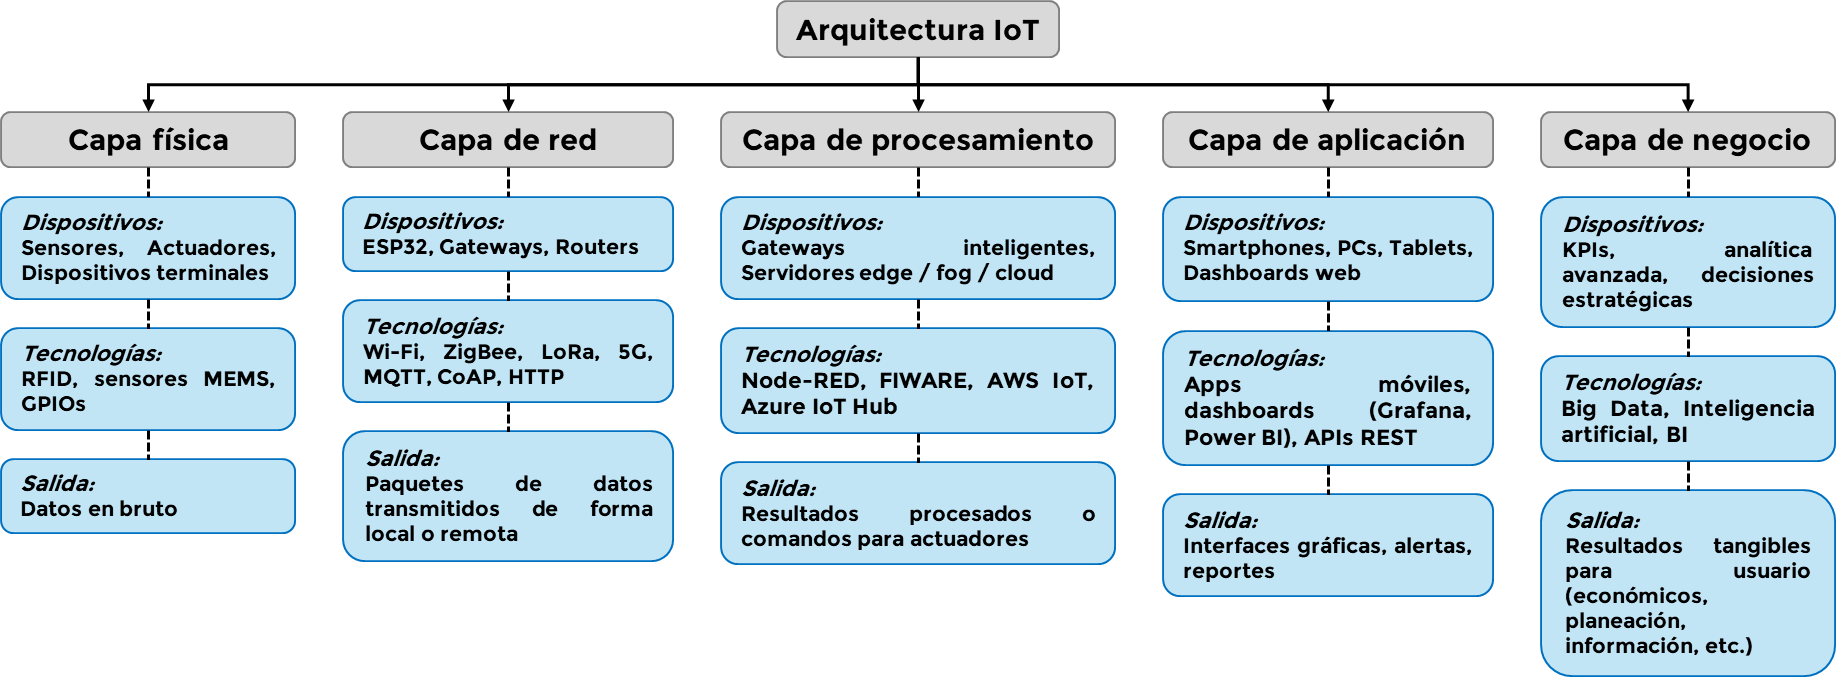 Arquitectura IoT
Capa física
Dispositivos:
Sensores, Actuadores,
Dispositivos terminales
Tecnologías:
RFID, sensores MEMS,
GPIOs
Salida:
Datos en bruto
Capa de red
Dispositivos:
ESP32, Gateways, Routers
Tecnologías:
Wi-Fi, ZigBee, LoRa, 5G,
MQTT, CoAP, HTTP
Salida:
Paquetes de datos
transmitidos de forma
local o remota
Capa de procesamiento
Dispositivos:
Gateways inteligentes,
Servidores edge / fog / cloud
Tecnologías:
Node-RED, FIWARE, AWS IoT,
Azure IoT Hub
Salida:
Resultados procesados o
comandos para actuadores
Capa de aplicación
Dispositivos:
Smartphones, PCs, Tablets,
Dashboards web
Tecnologías:
Apps móviles,
dashboards (Grafana,
Power BI), APIs REST
Salida:
Interfaces gráficas, alertas,
reportes
Capa de negocio
Dispositivos:
KPIs, analítica
avanzada, decisiones
estratégicas
Tecnologías:
Big Data, Inteligencia
artificial, BI
Salida:
Resultados tangibles
para usuario
(económicos,
planeación,
información, etc.)